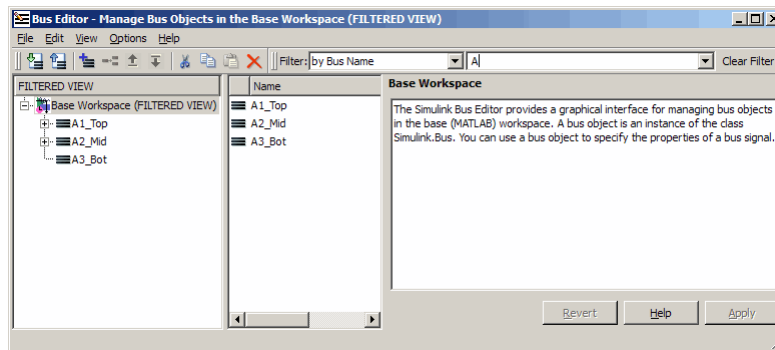 Bus Editor - Manage Bus Objects in the Base Workspace (FILTERED VIEW)
File Edit View Options Help
Filter: by Bus Name A Clear Filter
FILTERED VIEW
Base Workspace (FILTERED VIEW)
A1_Top
A2_Mid
A3_Bot
Name
A1_Top
A2_Mid
A3_Bot
Base Workspace
The Simulink Bus Editor provides a graphical interface for managing bus objects
in the base (MATLAB) workspace. A bus object is an instance of the class
Simulink.Bus. You can use a bus object to specify the properties of a bus signal.
Revert Help Apply